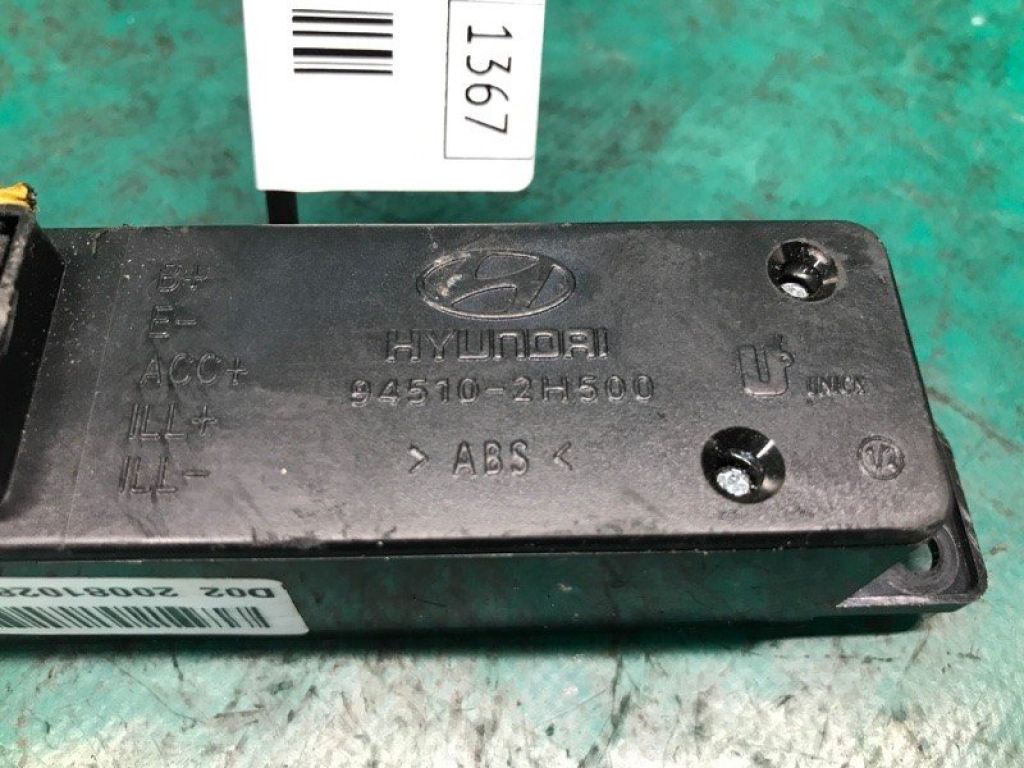 1367
B+
E-
ACC+
ILL+
ILL-
HYUNDAI
94510-2H500
> ABS <
D02 2008102